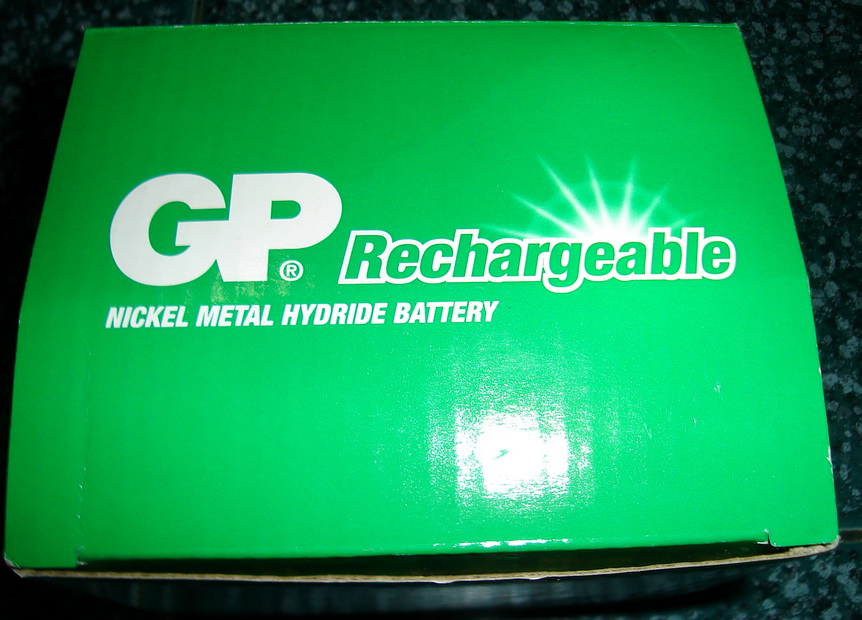 GP® Rechargeable
NICKEL METAL HYDRIDE BATTERY